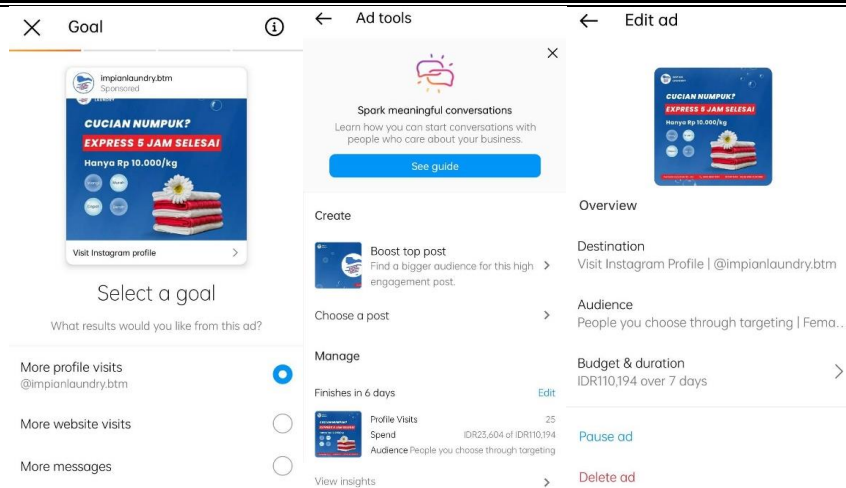 Goal
impianlaundry.btm
Sponsored
LAUNDRY
CUCIAN NUMPUK?
EXPRESS 5 JAM SELESAI
Hanya Rp 10.000/kg
Visit Instagram profile
Select a goal
What results would you like from this ad?
More profile visits
@impianlaundry.btm
More website visits
More messages
Ad tools
Spark meaningful conversations
Learn how you can start conversations with
people who care about your business.
See guide
Create
Boost top post
Find a bigger audience for this high
engagement post.
Choose a post
Manage
Finishes in 6 days Edit
CUCIAN NUMPUK?
EXPRESS 5 JAM SELESAI
Profile Visits 25
Spend IDR23,604 of IDR110,194
Audience People you choose through targeting
View insights
Edit ad
CUCIAN NUMPUK?
EXPRESS 5 JAM SELESAI
Hanya Rp 10.000/kg
Overview
Destination
Visit Instagram Profile | @impianlaundry.btm
Audience
People you choose through targeting | Fema..
Budget & duration
IDR110,194 over 7 days
Pause ad
Delete ad